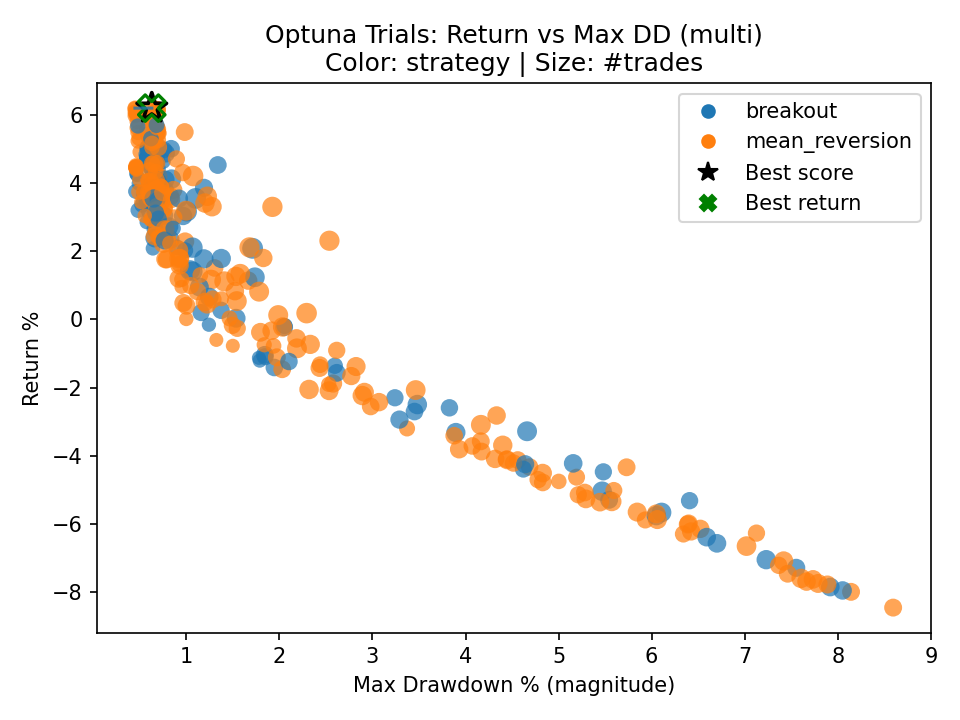 Optuna Trials: Return vs Max DD (multi)
Color: strategy | Size: #trades
breakout
mean_reversion
Best score
Best return
Return %
6
4
2
0
−2
−4
−6
−8
1
2
3
4
5
6
7
8
9
Max Drawdown % (magnitude)